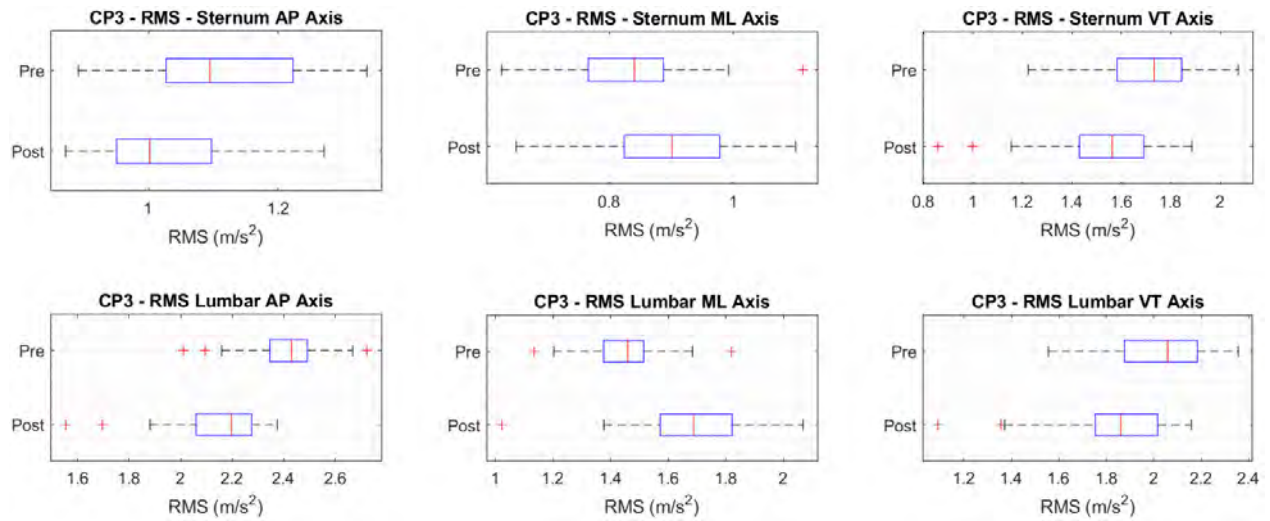 CP3 - RMS - Sternum AP Axis
Pre
Post
1 1.2
RMS (m/s²)
CP3 - RMS - Sternum ML Axis
Pre
Post
0.8 1
RMS (m/s²)
CP3 - RMS - Sternum VT Axis
Pre
Post
0.8 1 1.2 1.4 1.6 1.8 2
RMS (m/s²)
CP3 - RMS Lumbar AP Axis
Pre
Post
1.6 1.8 2 2.2 2.4 2.6
RMS (m/s²)
CP3 - RMS Lumbar ML Axis
Pre
Post
1 1.2 1.4 1.6 1.8 2
RMS (m/s²)
CP3 - RMS Lumbar VT Axis
Pre
Post
1.2 1.4 1.6 1.8 2 2.2 2.4
RMS (m/s²)